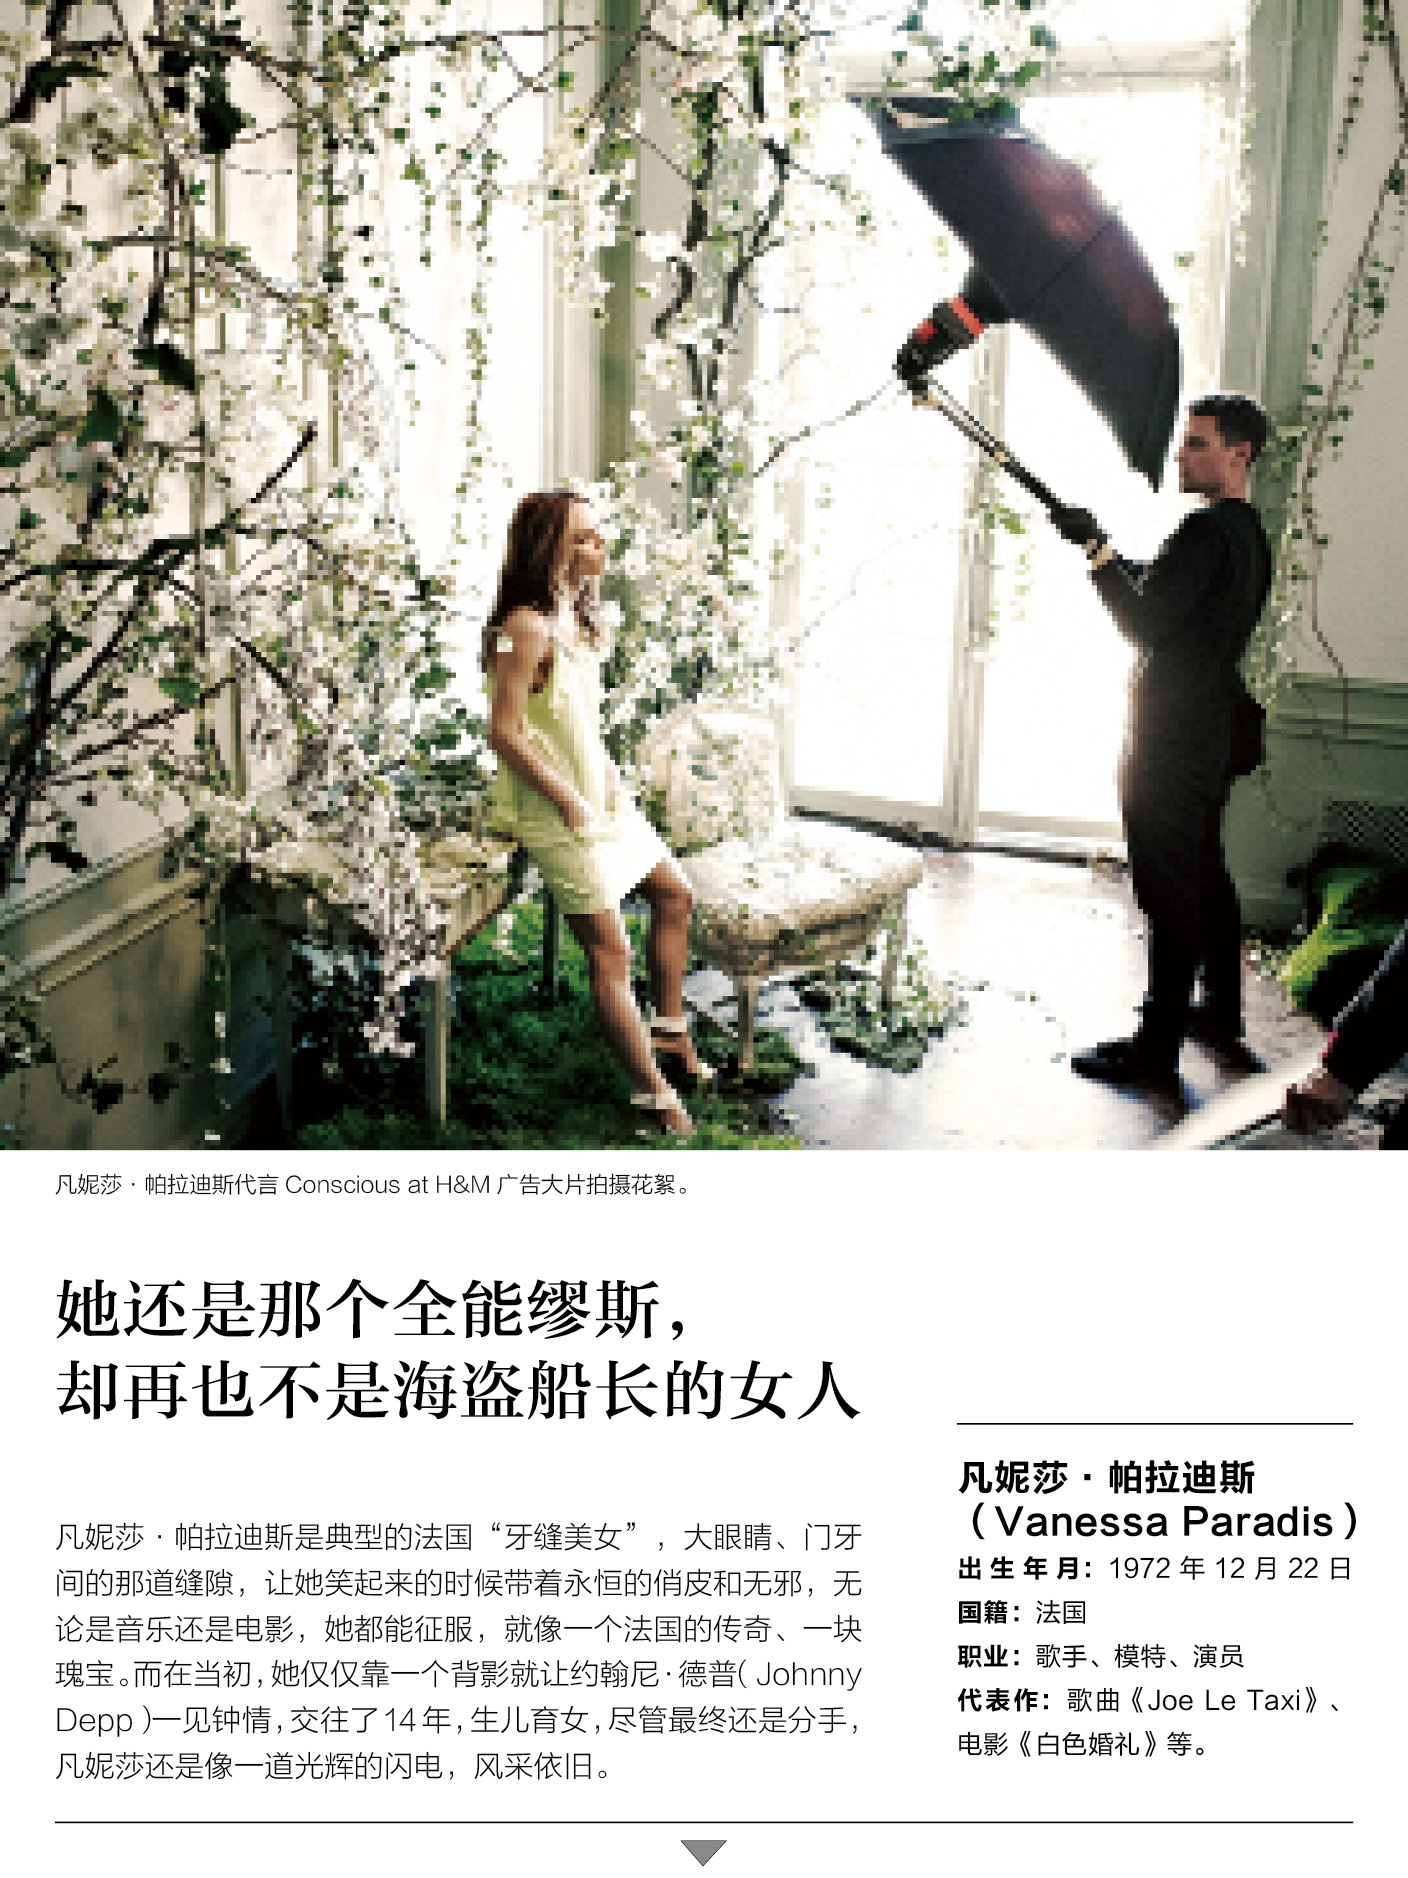 凡妮莎·帕拉迪斯代言 Conscious at H&M 广告大片拍摄花絮。
她还是那个全能缪斯，
却再也不是海盗船长的女人
凡妮莎·帕拉迪斯是典型的法国“牙缝美女”，大眼睛、门牙
间的那道缝隙，让她笑起来的时候带着永恒的俏皮和无邪，无
论是音乐还是电影，她都能征服，就像一个法国的传奇、一块
瑰宝。而在当初，她仅仅靠一个背影就让约翰尼·德普（Johnny
Depp）一见钟情，交往了14年，生儿育女，尽管最终还是分手，
凡妮莎还是像一道光辉的闪电，风采依旧。
凡妮莎·帕拉迪斯
（Vanessa Paradis）
出生年月：1972 年 12 月 22 日
国籍：法国
职业：歌手、模特、演员
代表作：歌曲《Joe Le Taxi》、
电影《白色婚礼》等。